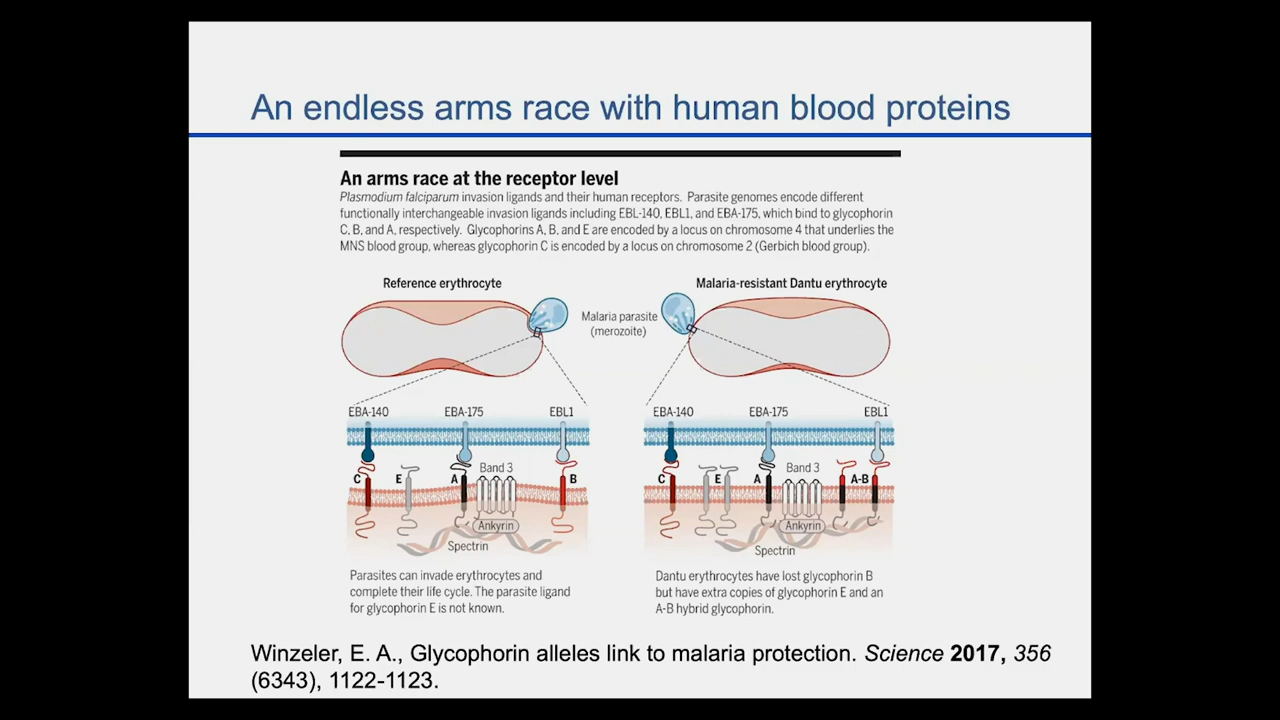 An endless arms race with human blood proteins
An arms race at the receptor level
Plasmodium falciparum invasion ligands and their human receptors. Parasite genomes encode different
functionally interchangeable invasion ligands including EBL-140, EBL1, and EBA-175, which bind to glycophorin
C, B, and A, respectively. Glycophorins A, B, and E are encoded by a locus on chromosome 4 that underlies the
MNS blood group, whereas glycophorin C is encoded by a locus on chromosome 2 (Gerbich blood group).
Reference erythrocyte
Malaria-resistant Dantu erythrocyte
Malaria parasite
(merozoite)
EBA-140 EBA-175 EBL1
EBA-140 EBA-175 EBL1
C E A Band 3 B
C E A Band 3 A-B
Ankyrin
Ankyrin
Spectrin
Spectrin
Parasites can invade erythrocytes and
complete their life cycle. The parasite ligand
for glycophorin E is not known.
Dantu erythrocytes have lost glycophorin B
but have extra copies of glycophorin E and an
A-B hybrid glycophorin.
Winzeler, E. A., Glycophorin alleles link to malaria protection. Science 2017, 356
(6343), 1122-1123.